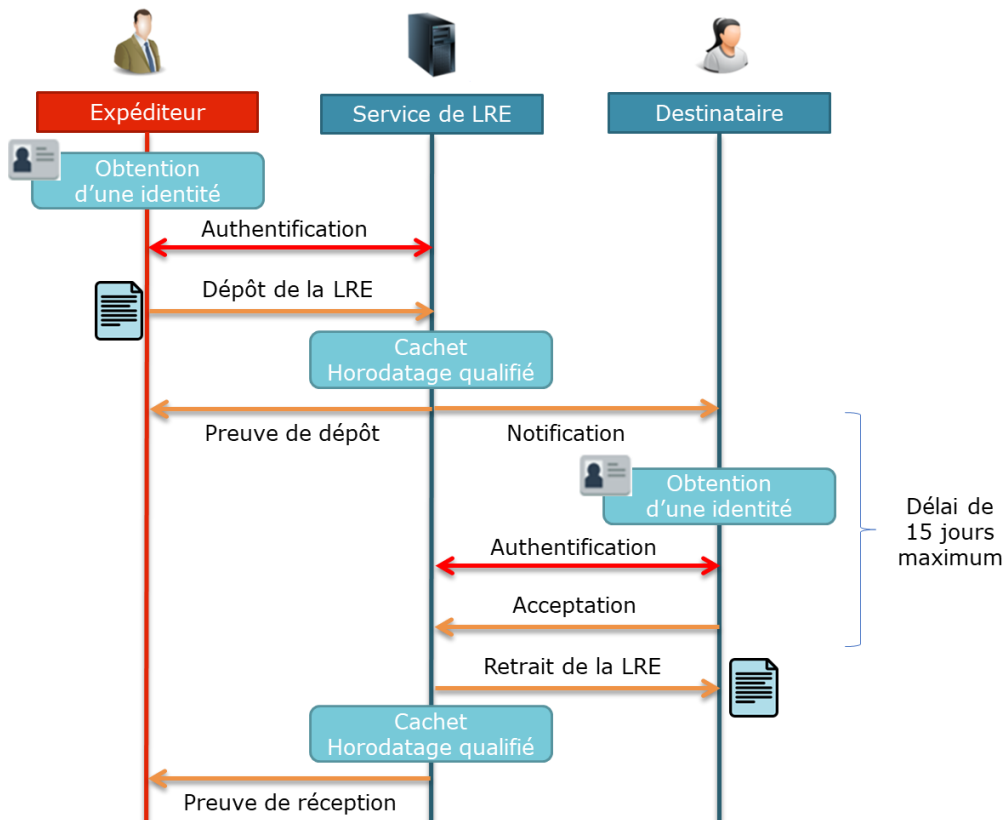 Expéditeur
Service de LRE
Destinataire
Obtention
d'une identité
Authentification
Dépôt de la LRE
Cachet
Horodatage qualifié
Preuve de dépôt
Notification
Obtention
d'une identité
Délai de
15 jours
maximum
Authentification
Acceptation
Retrait de la LRE
Cachet
Horodatage qualifié
Preuve de réception